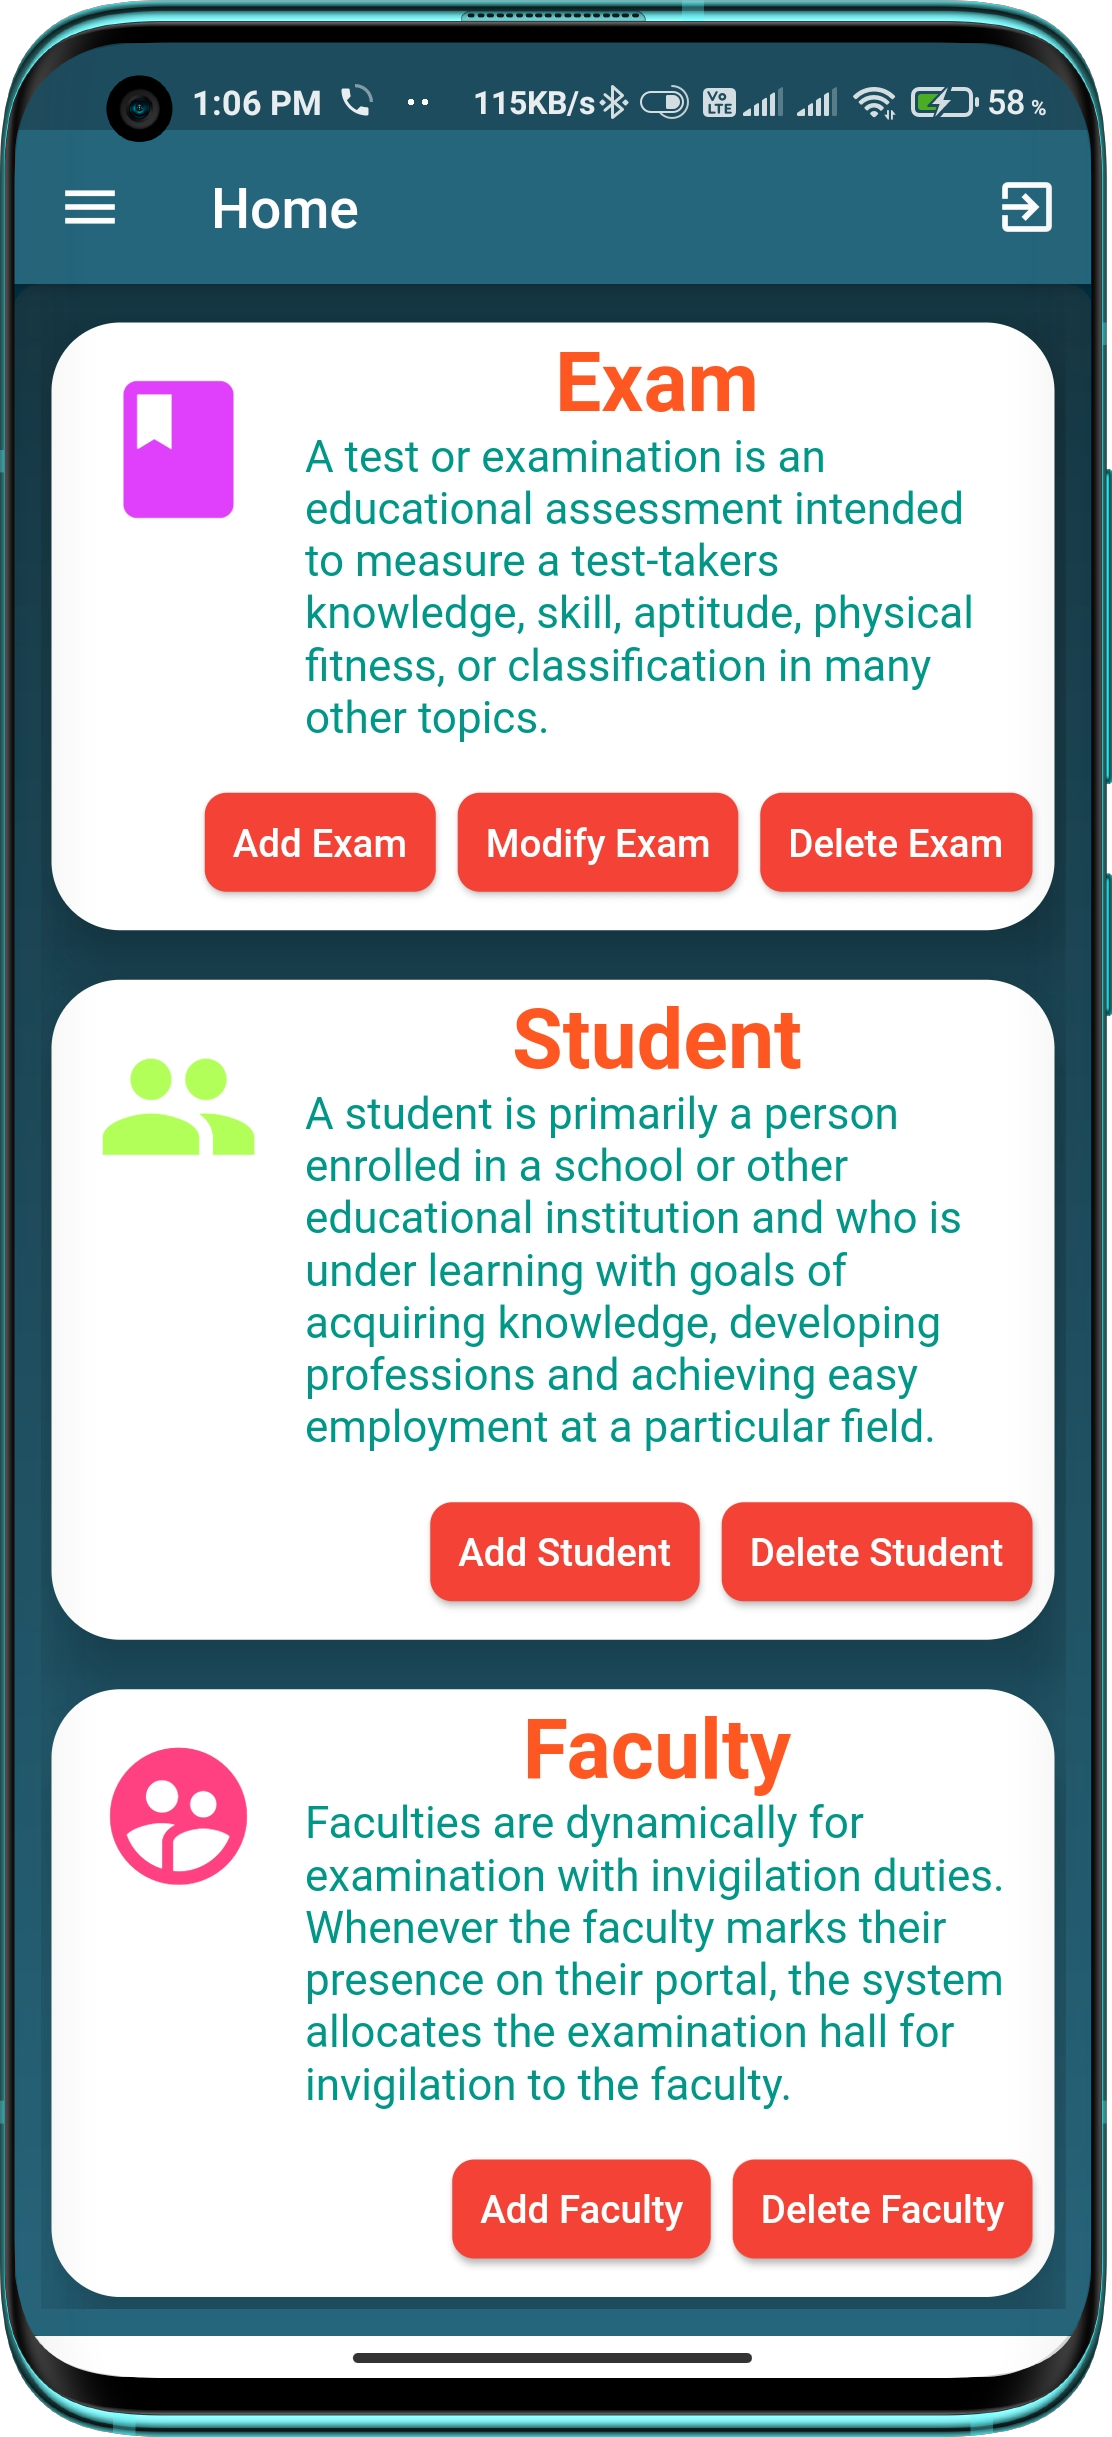 1:06 PM 115KB/s Vo LTE 58 %
Home
Exam
A test or examination is an
educational assessment intended
to measure a test-takers
knowledge, skill, aptitude, physical
fitness, or classification in many
other topics.
Add Exam Modify Exam Delete Exam
Student
A student is primarily a person
enrolled in a school or other
educational institution and who is
under learning with goals of
acquiring knowledge, developing
professions and achieving easy
employment at a particular field.
Add Student Delete Student
Faculty
Faculties are dynamically for
examination with invigilation duties.
Whenever the faculty marks their
presence on their portal, the system
allocates the examination hall for
invigilation to the faculty.
Add Faculty Delete Faculty